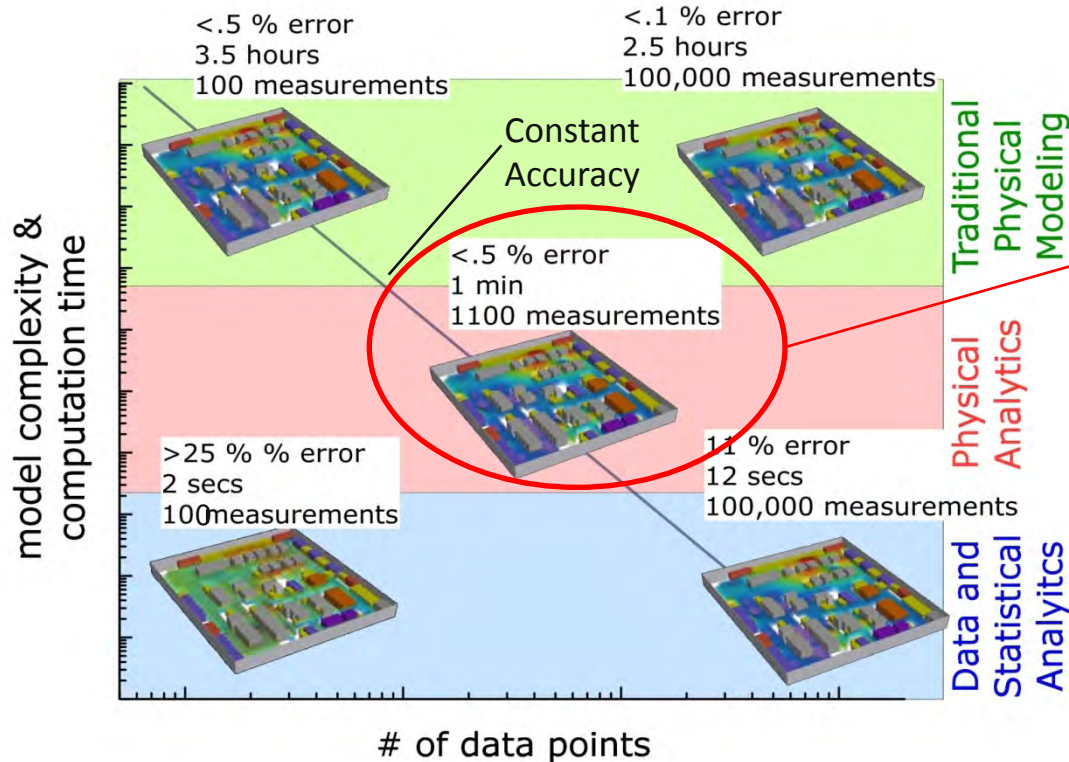 <.5 % error
3.5 hours
100 measurements
<.1 % error
2.5 hours
100,000 measurements
Constant
Accuracy
<.5 % error
1 min
1100 measurements
>25 % % error
2 secs
100measurements
11 % error
12 secs
100,000 measurements
model complexity &
computation time
# of data points
Traditional
Physical
Modeling
Physical
Analytics
Data and
Statistical
Analyitcs